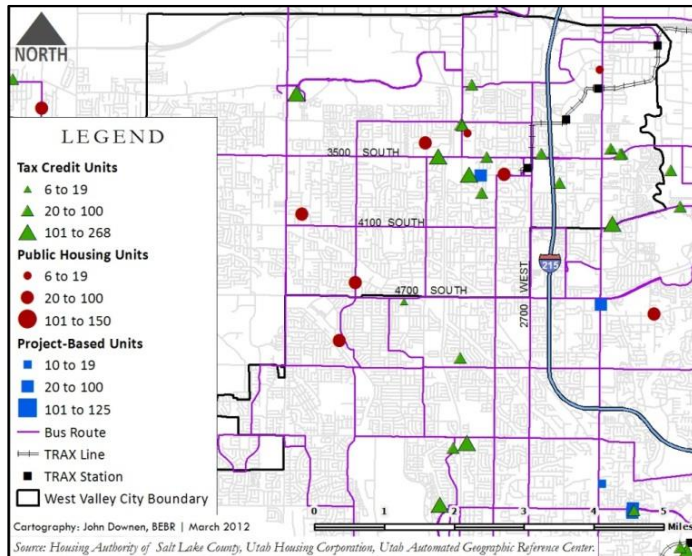 NORTH
LEGEND
Tax Credit Units
6 to 19
20 to 100
101 to 268
Public Housing Units
6 to 19
20 to 100
101 to 150
Project-Based Units
10 to 19
20 to 100
101 to 125
Bus Route
TRAX Line
TRAX Station
West Valley City Boundary
3500 SOUTH
4100 SOUTH
4700 SOUTH
2700 WEST
215
0 1 2 3 4 5
Miles
Cartography: John Downen, BEBR | March 2012
Source: Housing Authority of Salt Lake County, Utah Housing Corporation, Utah Automated Geographic Reference Center.